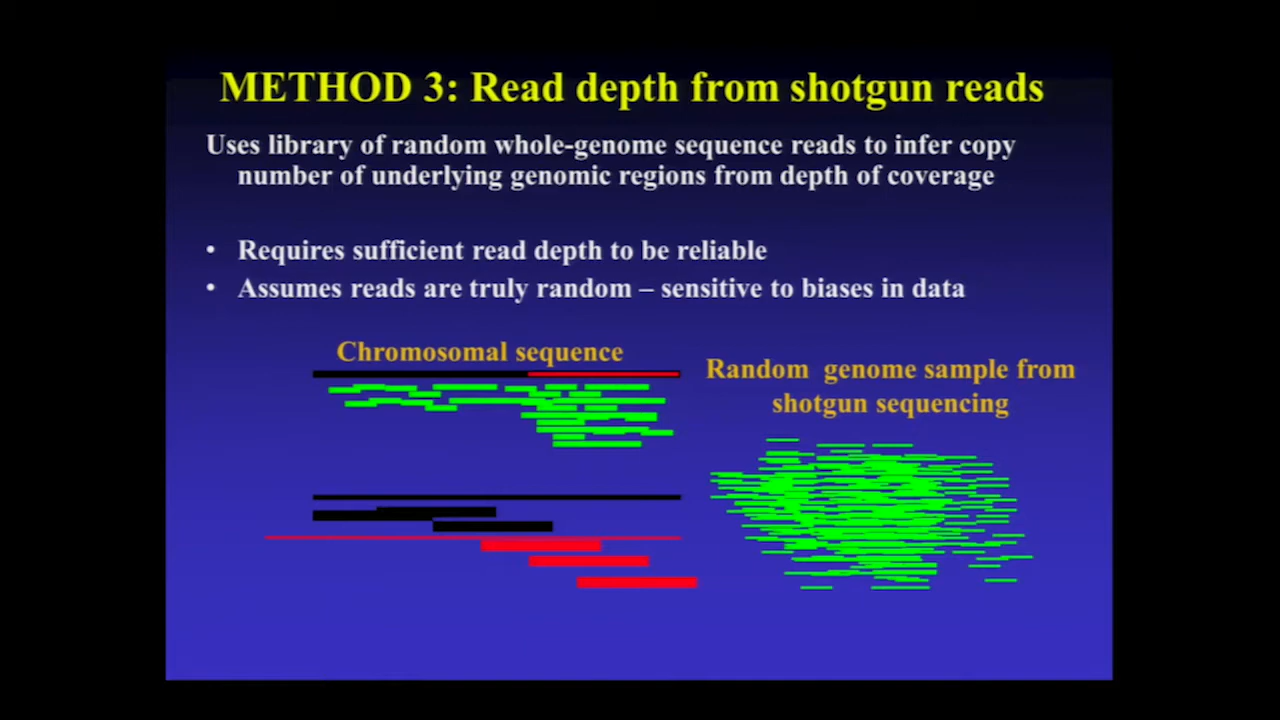 METHOD 3: Read depth from shotgun reads
Uses library of random whole-genome sequence reads to infer copy
number of underlying genomic regions from depth of coverage
• Requires sufficient read depth to be reliable
• Assumes reads are truly random – sensitive to biases in data
Chromosomal sequence
Random genome sample from
shotgun sequencing